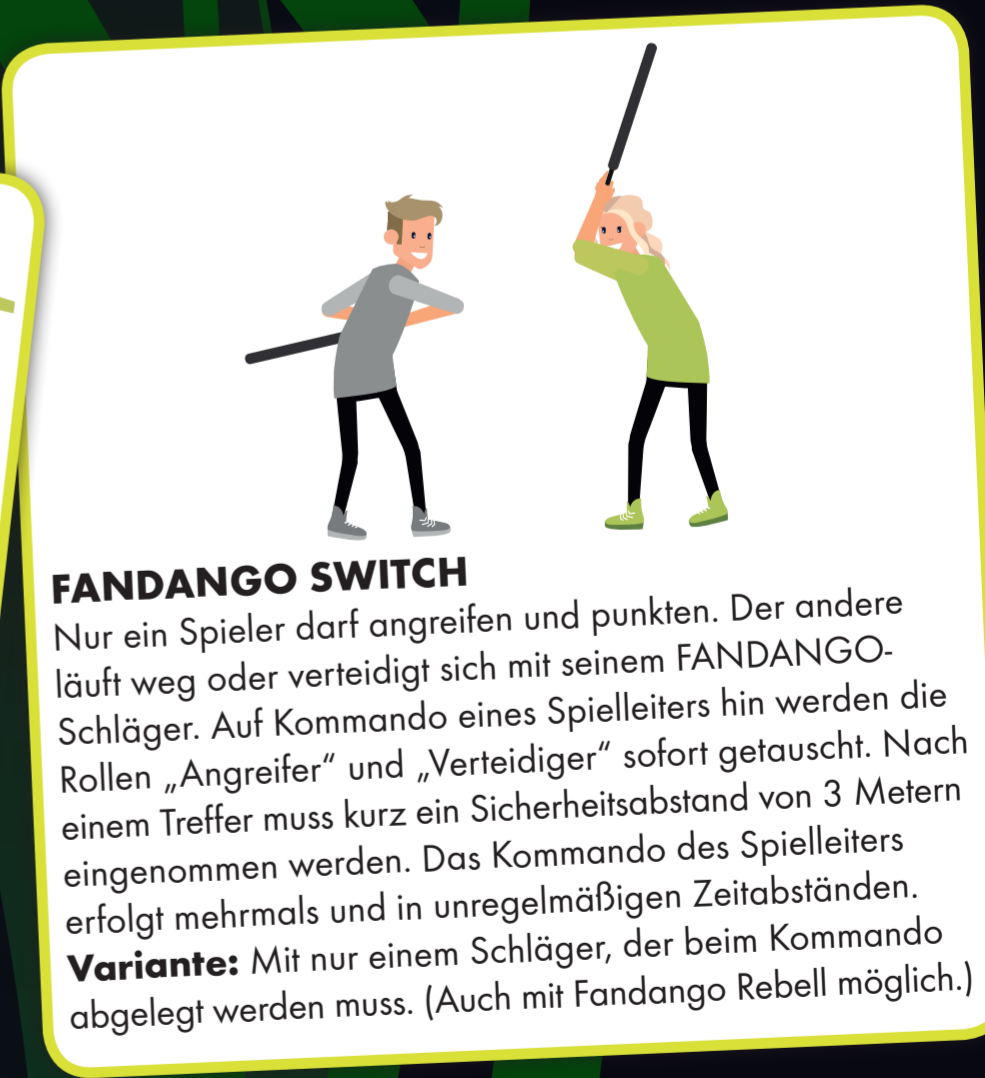 FANDANGO SWITCH
Nur ein Spieler darf angreifen und punkten. Der andere
läuft weg oder verteidigt sich mit seinem FANDANGO-
Schläger. Auf Kommando eines Spielleiters hin werden die
Rollen „Angreifer“ und „Verteidiger“ sofort getauscht. Nach
einem Treffer muss kurz ein Sicherheitsabstand von 3 Metern
eingenommen werden. Das Kommando des Spielleiters
erfolgt mehrmals und in unregelmäßigen Zeitabständen.
Variante: Mit nur einem Schläger, der beim Kommando
abgelegt werden muss. (Auch mit Fandango Rebell möglich.)